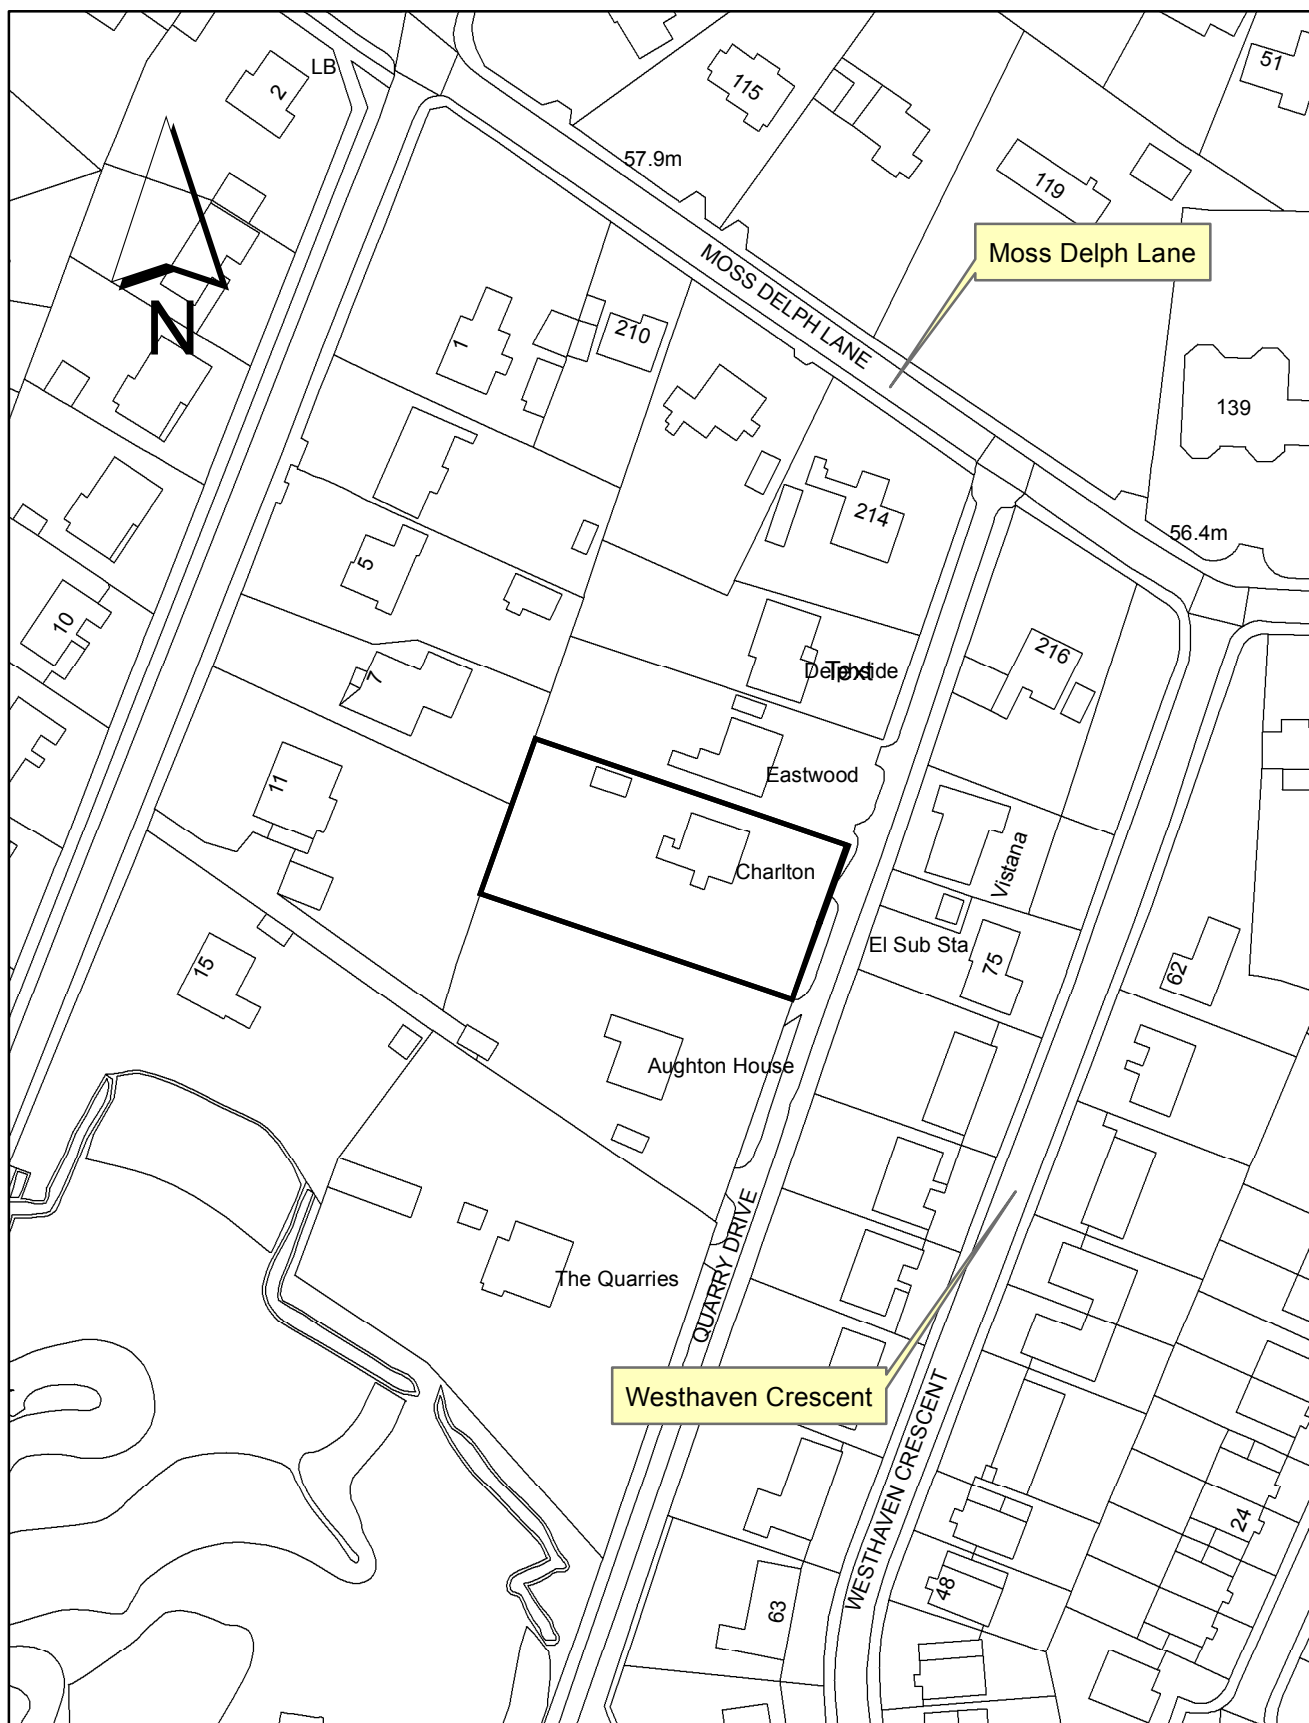 LB
2
115
51
57.9m
119
Moss Delph Lane
MOSS DELPH LANE
N
1
210
139
214
56.4m
5
10
216
7
Delphside
Text
11
Eastwood
Charlton
Vistana
El Sub Sta
75
62
15
Aughton House
QUARRY DRIVE
The Quarries
Westhaven Crescent
WESTHAVEN CRESCENT
24
48
63